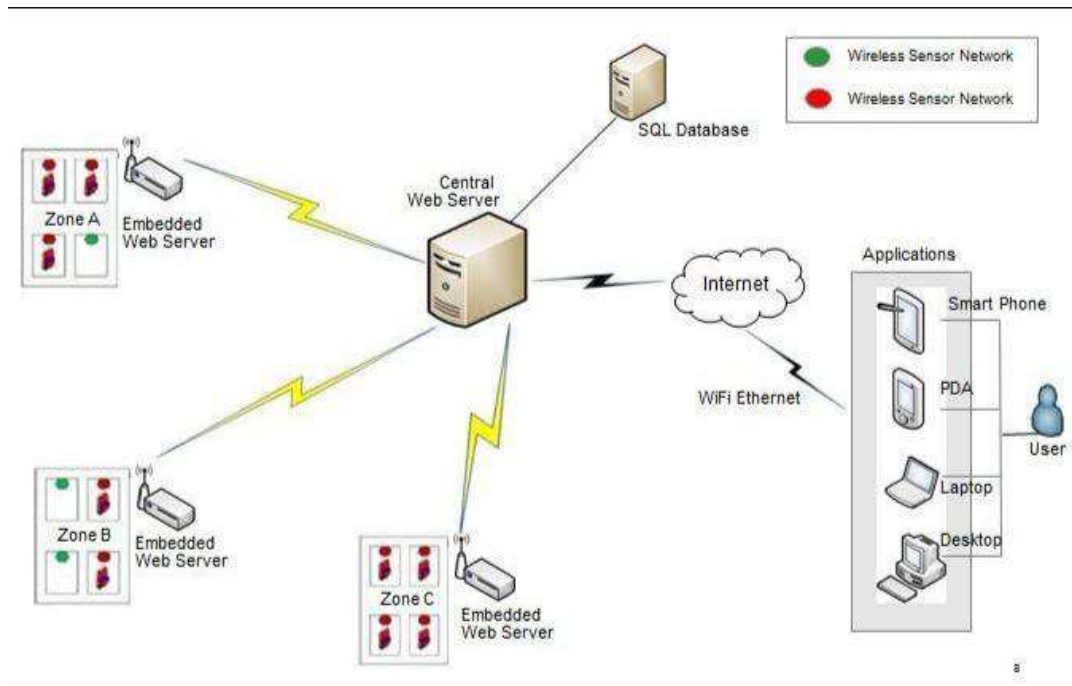 Wireless Sensor Network
Wireless Sensor Network
SQL Database
Central
Web Server
Zone A
Embedded
Web Server
Internet
WiFi Ethernet
Applications
Smart Phone
PDA
Laptop
Desktop
User
Zone B
Embedded
Web Server
Zone C
Embedded
Web Server